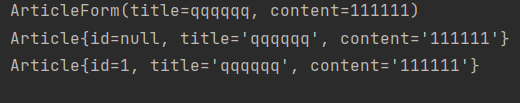 ArticleForm(title=qqqqqq, content=111111)
Article{id=null, title='qqqqqq', content='111111'}
Article{id=1, title='qqqqqq', content='111111'}